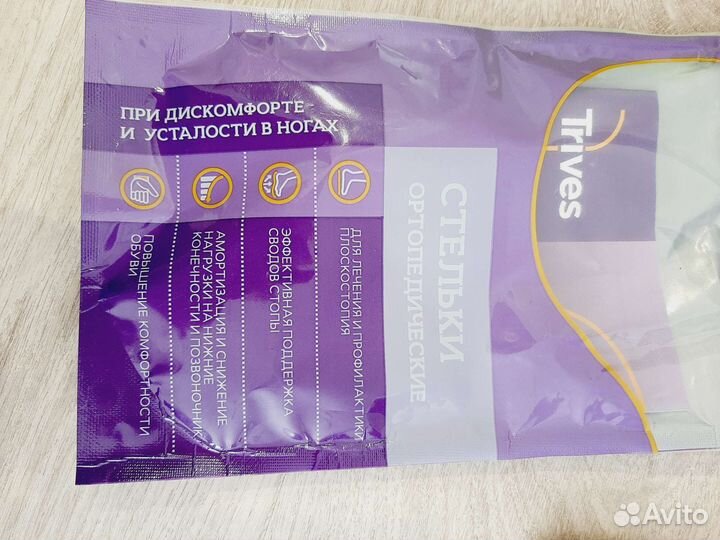 Trives
СТЕЛЬКИ
ОРТОПЕДИЧЕСКИЕ
ПРИ ДИСКОМФОРТЕ
И УСТАЛОСТИ В НОГАХ
ДЛЯ ЛЕЧЕНИЯ И ПРОФИЛАКТИКИ
ПЛОСКОСТОПИЯ
ЭФФЕКТИВНАЯ ПОДДЕРЖКА
СВОДОВ СТОПЫ
АМОРТИЗАЦИЯ И СНИЖЕНИЕ
НАГРУЗКИ НА НИЖНИЕ
КОНЕЧНОСТИ И ПОЗВОНОЧНИК
ПОВЫШЕНИЕ КОМФОРТНОСТИ
ОБУВИ
Avito